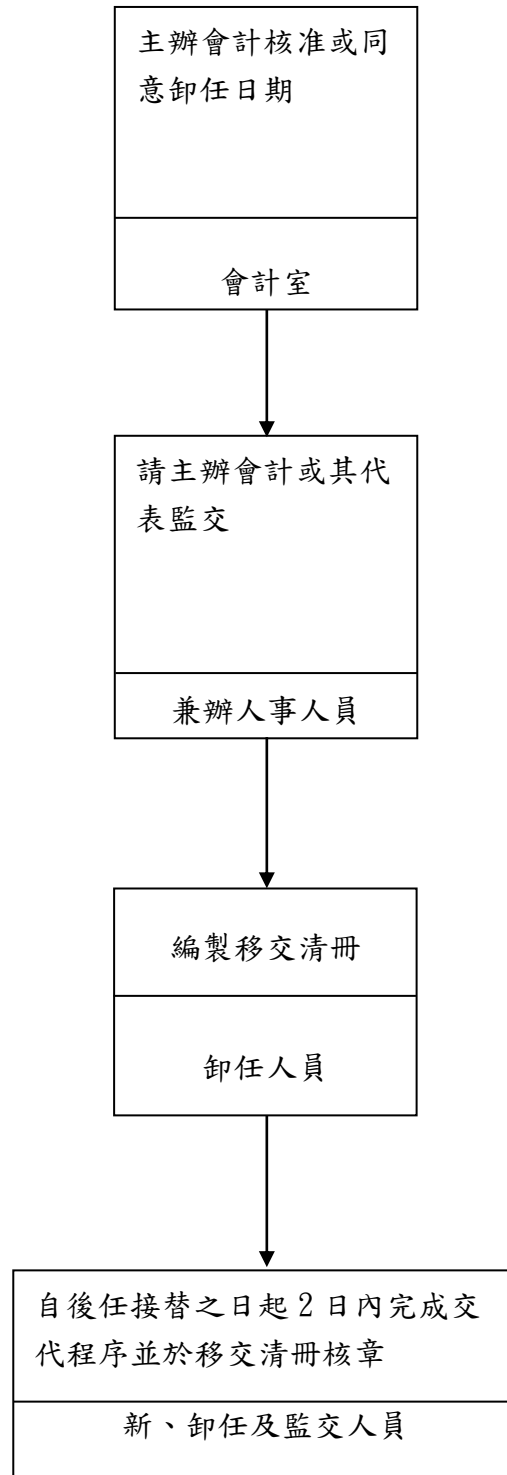 主辦會計核准或同
意卸任日期
會計室
請主辦會計或其代
表監交
兼辦人事人員
編製移交清冊
卸任人員
自後任接替之日起 2 日內完成交
代程序並於移交清冊核章
新、卸任及監交人員